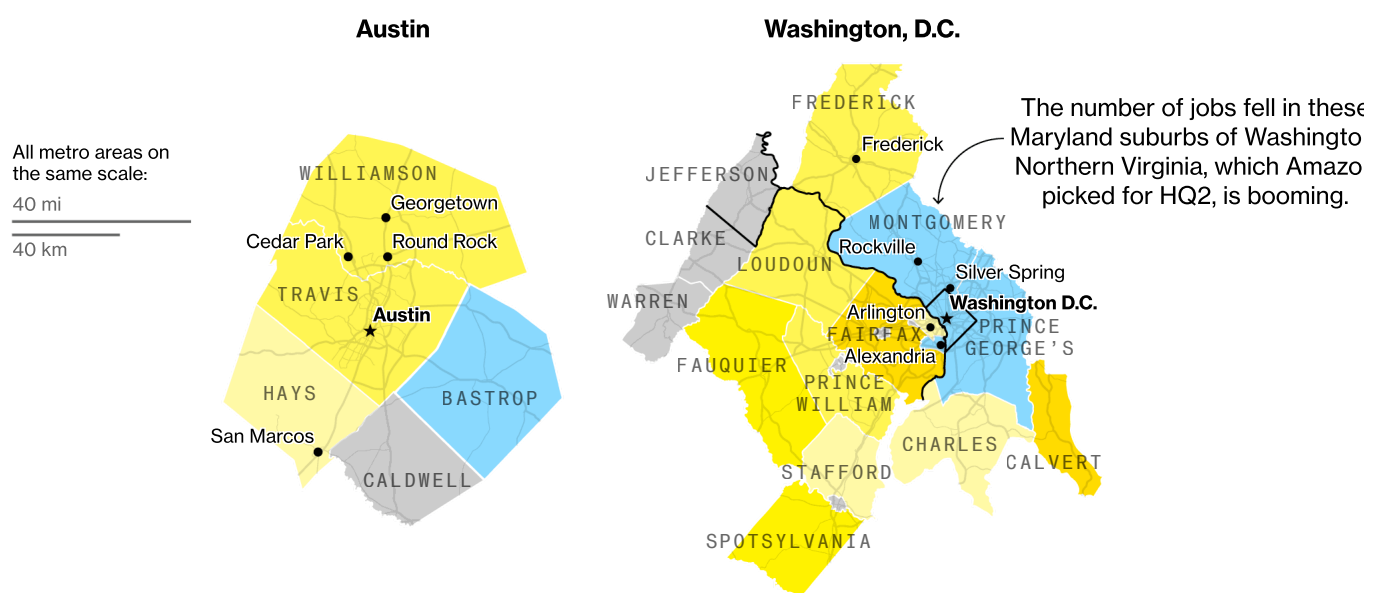 Austin
Washington, D.C.
All metro areas on
the same scale:
40 mi
40 km
WILLIAMSON
Georgetown
Cedar Park
Round Rock
TRAVIS
Austin
HAYS
BASTROP
San Marcos
CALDWELL
FREDERICK
Frederick
The number of jobs fell in these
Maryland suburbs of Washingto
Northern Virginia, which Amazo
picked for HQ2, is booming.
JEFFERSON
MONTGOMERY
CLARKE
Rockville
LOUDOUN
Silver Spring
WARREN
Washington D.C.
Arlington
FAIRFAX
PRINCE
GEORGE'S
Alexandria
FAUQUIER
PRINCE
WILLIAM
CHARLES
CALVERT
STAFFORD
SPOTSYLVANIA